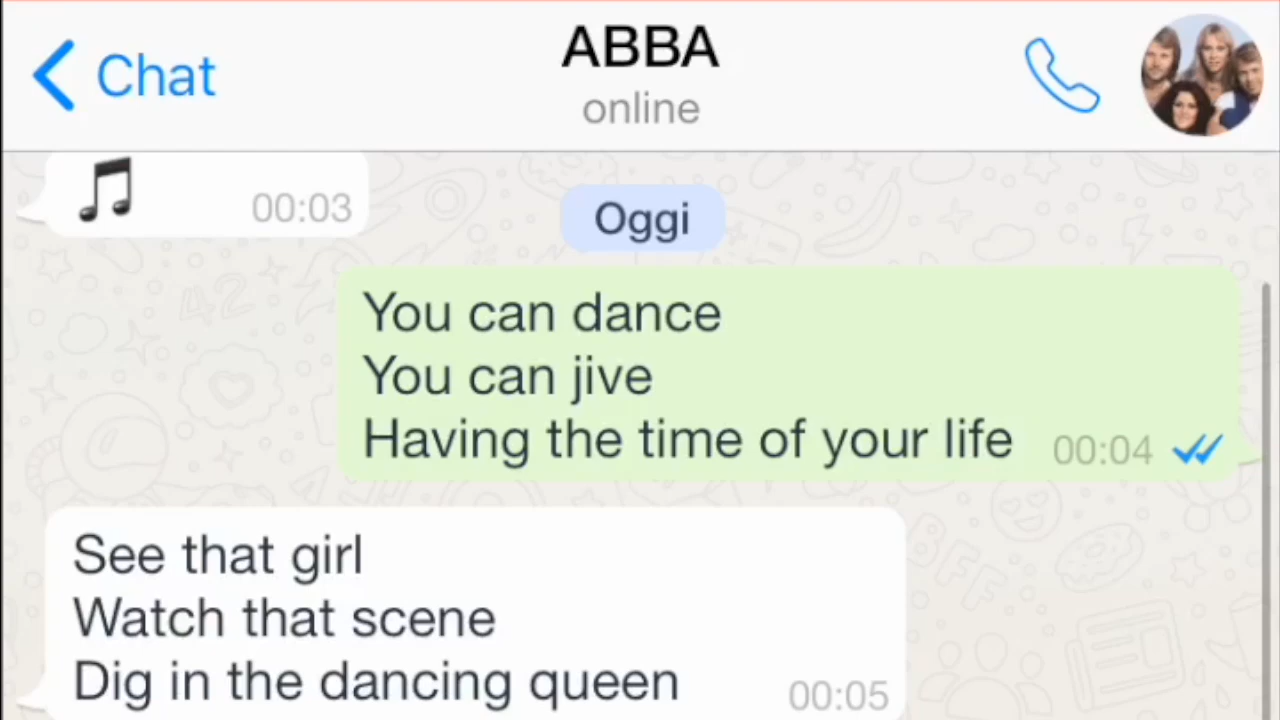 Chat
ABBA
online
🎵 00:03
Oggi
You can dance
You can jive
Having the time of your life 00:04
See that girl
Watch that scene
Dig in the dancing queen 00:05